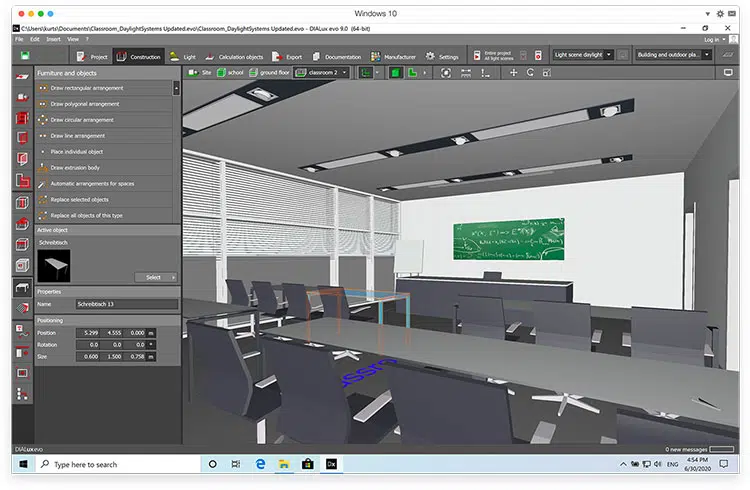 Windows 10
C:\Users\kurts\Documents\Classroom_DaylightSystems Updated.evo\Classroom_DaylightSystems Updated.evo - DIALux evo 9.0 (64-bit)
File Edit Insert View ?
Log in
Project Construction Light Calculation objects Export Documentation Manufacturer Settings
Entire project
All light scenes
Light scene daylight
Building and outdoor pla...
Site school ground floor classroom 2
Furniture and objects
Draw rectangular arrangement
Draw polygonal arrangement
Draw circular arrangement
Draw line arrangement
Place individual object
Draw extrusion body
Automatic arrangements for spaces
Replace selected objects
Replace all objects of this type
Active object
Schreibtisch
Select
Properties
Name Schreibtisch 13
Positioning
Position 5.299 4.555 0.000 m
Rotation 0.0 0.0 0.0 °
Size 0.600 1.500 0.758 m
DIALux evo
0 new messages
Type here to search
Dx
ENG
4:54 PM
6/30/2020